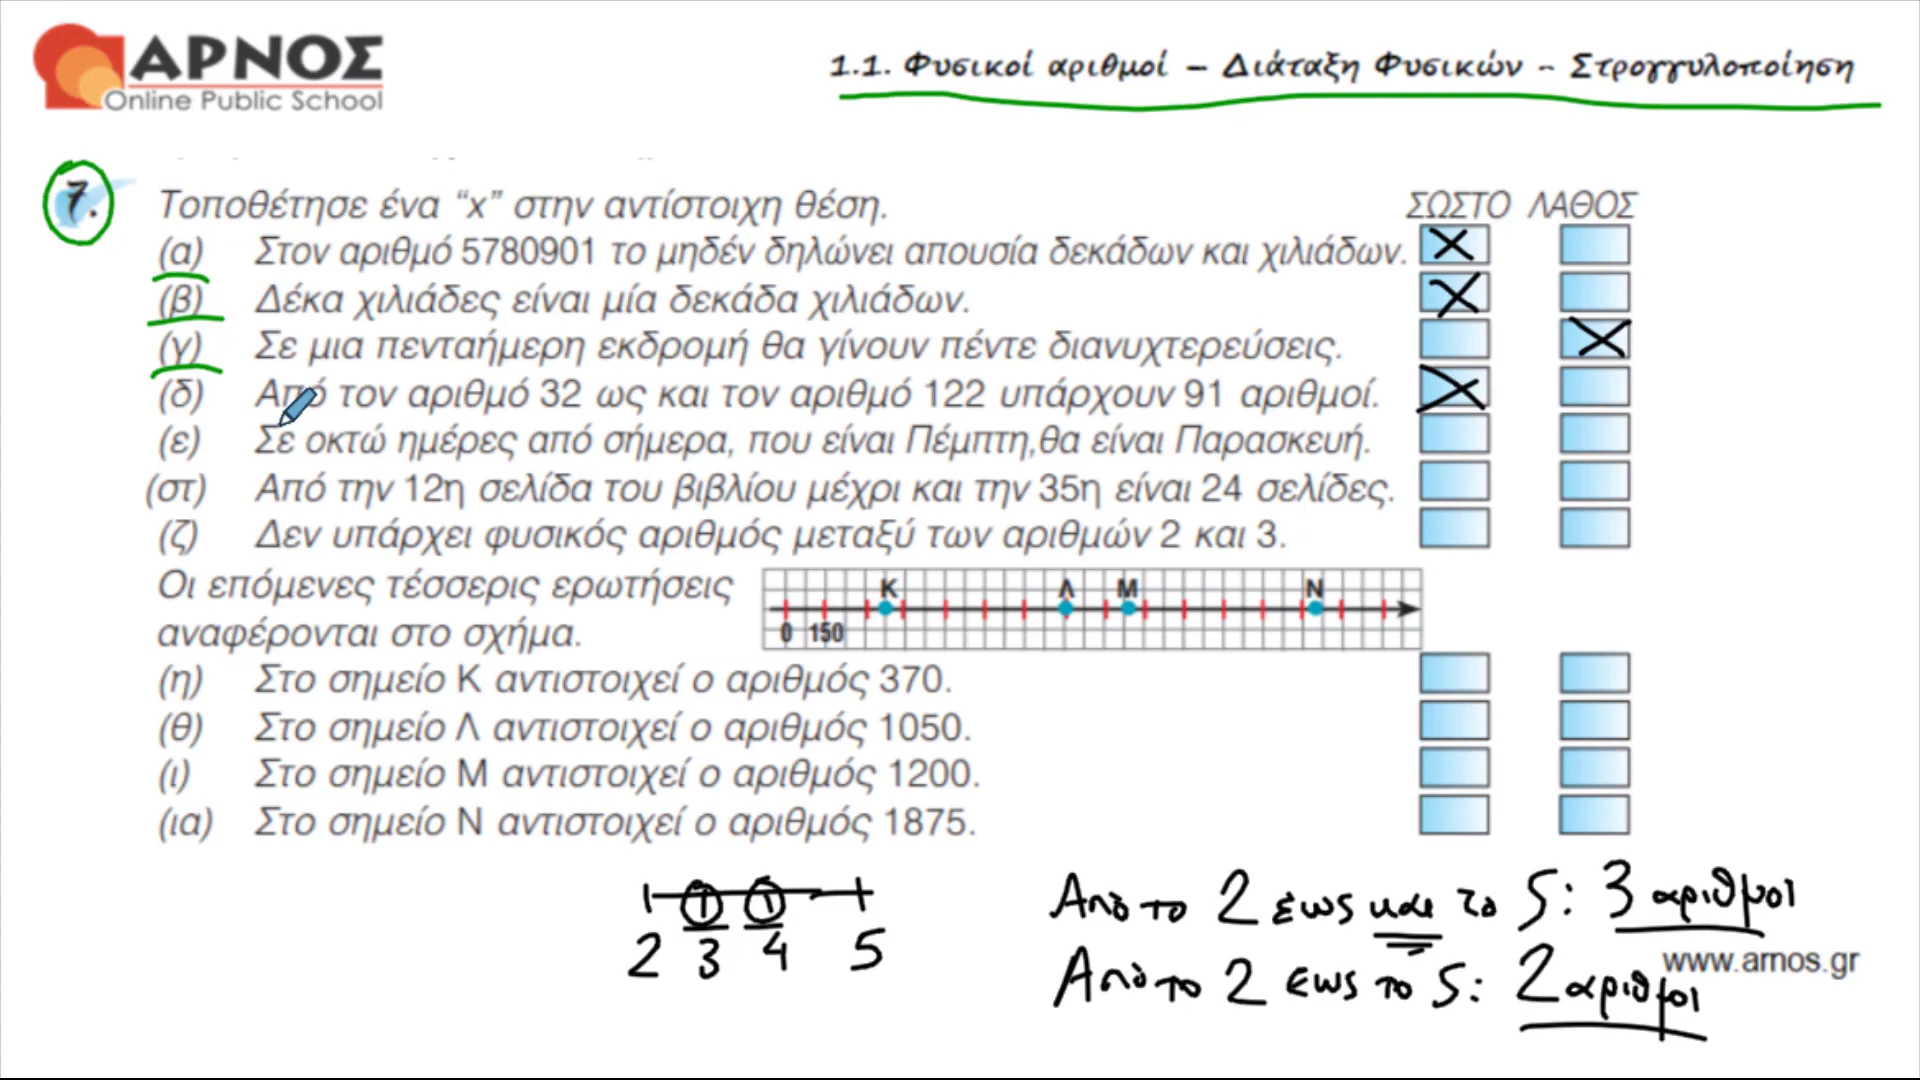 ΑΡΝΟΣ
Online Public School
1.1. Φυσικοί αριθμοί – Διάταξη Φυσικών - Στρογγυλοποίηση
7.
Τοποθέτησε ένα “x” στην αντίστοιχη θέση. ΣΩΣΤΟ ΛΑΘΟΣ
(α) Στον αριθμό 5780901 το μηδέν δηλώνει απουσία δεκάδων και χιλιάδων.
(β) Δέκα χιλιάδες είναι μία δεκάδα χιλιάδων.
(γ) Σε μια πενταήμερη εκδρομή θα γίνουν πέντε διανυχτερεύσεις.
(δ) Από τον αριθμό 32 ως και τον αριθμό 122 υπάρχουν 91 αριθμοί.
(ε) Σε οκτώ ημέρες από σήμερα, που είναι Πέμπτη,θα είναι Παρασκευή.
(στ) Από την 12η σελίδα του βιβλίου μέχρι και την 35η είναι 24 σελίδες.
(ζ) Δεν υπάρχει φυσικός αριθμός μεταξύ των αριθμών 2 και 3.
Οι επόμενες τέσσερις ερωτήσεις
αναφέρονται στο σχήμα.
Κ Λ Μ Ν
0 150
(η) Στο σημείο Κ αντιστοιχεί ο αριθμός 370.
(θ) Στο σημείο Λ αντιστοιχεί ο αριθμός 1050.
(ι) Στο σημείο Μ αντιστοιχεί ο αριθμός 1200.
(ια) Στο σημείο Ν αντιστοιχεί ο αριθμός 1875.
2 3 4 5
Από το 2 έως και το 5: 3 αριθμοί
Από το 2 εως το 5: 2 αριθμοι
www.arnos.gr